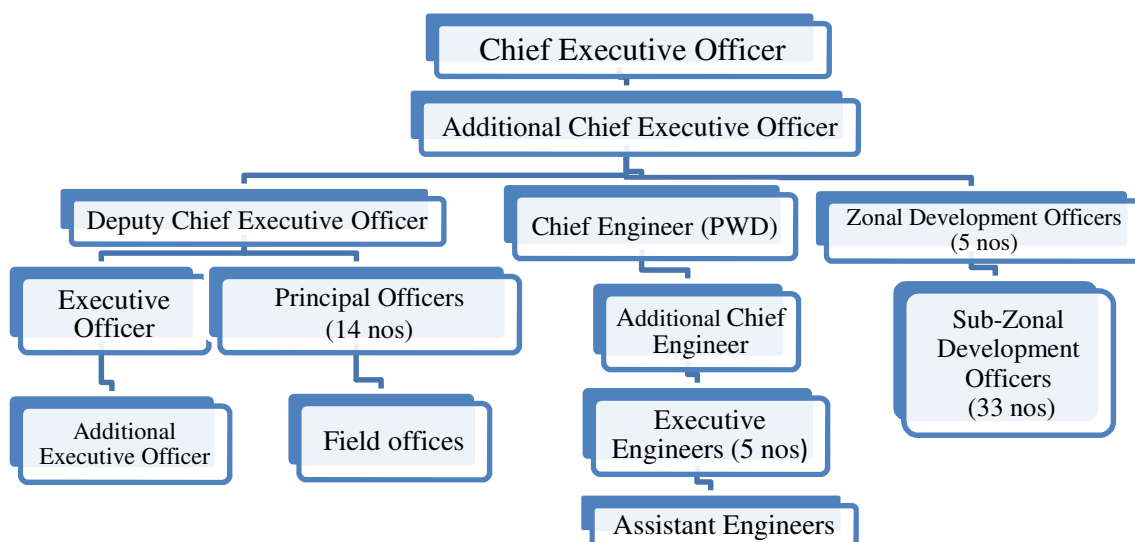 Chief Executive Officer
Additional Chief Executive Officer
Deputy Chief Executive Officer
Chief Engineer (PWD)
Zonal Development Officers
(5 nos)
Executive
Officer
Principal Officers
(14 nos)
Additional Chief
Engineer
Sub-Zonal
Development
Officers
(33 nos)
Additional
Executive Officer
Field offices
Executive
Engineers (5 nos)
Assistant Engineers